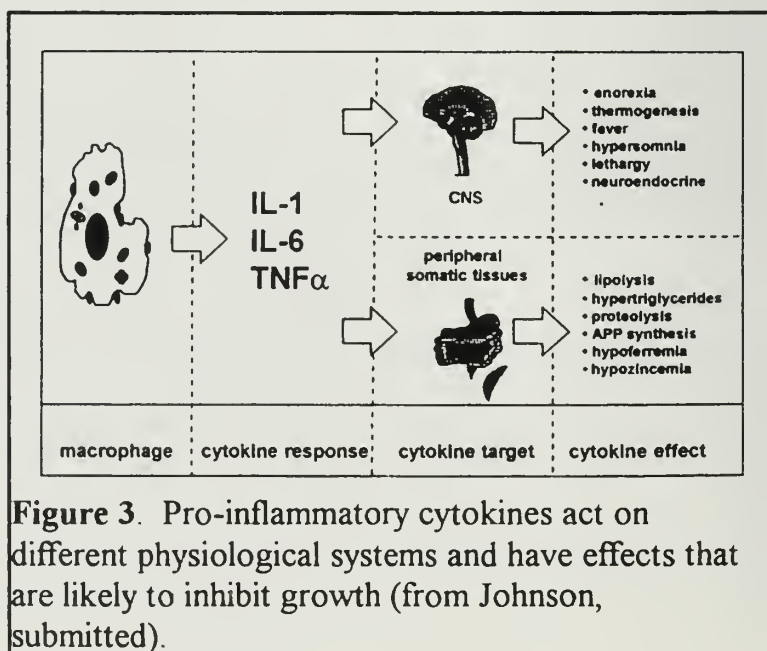 IL-1
IL-6
TNFα
CNS
• anorexia
• thermogenesis
• fever
• hypersomnia
• lethargy
• neuroendocrine
peripheral
somatic tissues
• lipolysis
• hypertriglycerides
• proteolysis
• APP synthesis
• hypoferremia
• hypozincemia
macrophage
cytokine response
cytokine target
cytokine effect
Figure 3. Pro-inflammatory cytokines act on
different physiological systems and have effects that
are likely to inhibit growth (from Johnson,
submitted).